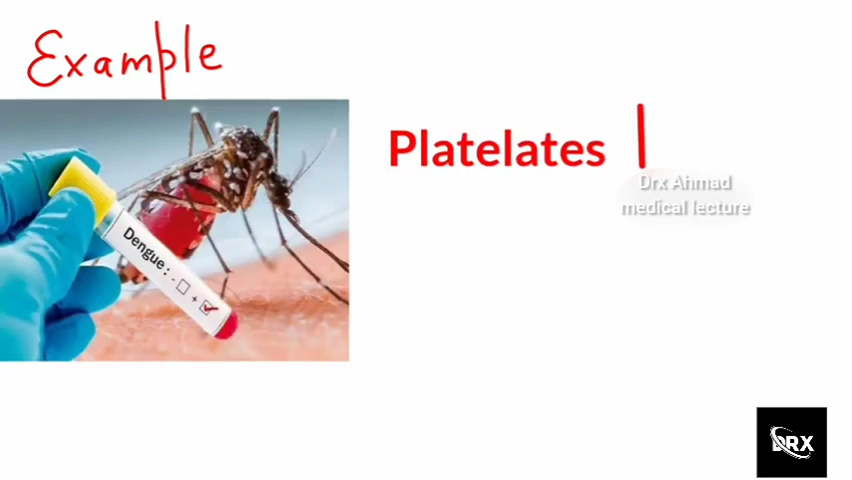 Example
Platelates
Drx Ahmad
medical lecture
Dengue : - +
DRX